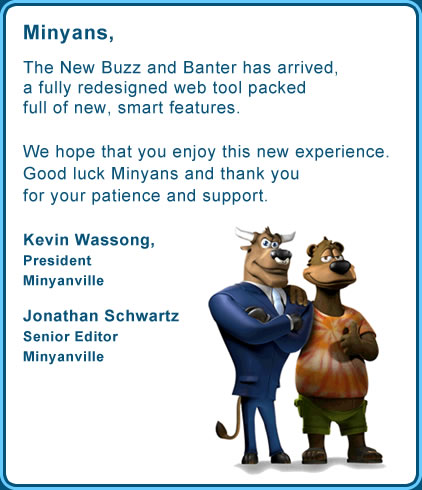 Minyans,
The New Buzz and Banter has arrived,
a fully redesigned web tool packed
full of new, smart features.
We hope that you enjoy this new experience.
Good luck Minyans and thank you
for your patience and support.
Kevin Wassong,
President
Minyanville
Jonathan Schwartz
Senior Editor
Minyanville